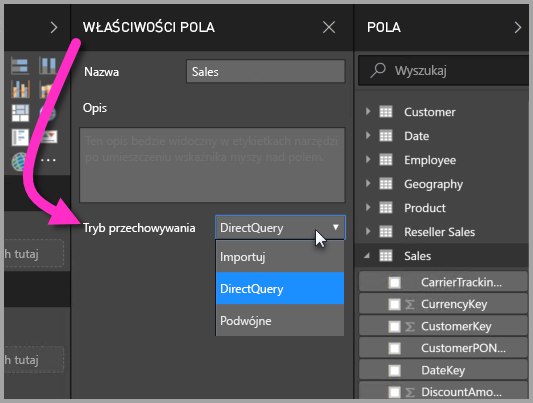 WŁAŚCIWOŚCI POLA
Nazwa
Sales
Opis
Ten opis będzie widoczny w etykietkach narzędzi
po umieszczeniu wskaźnika myszy nad polem.
Tryb przechowywania
DirectQuery
Importuj
DirectQuery
Podwójne
h tutaj
h tutaj
POLA
Wyszukaj
Customer
Date
Employee
Geography
Product
Reseller Sales
Sales
CarrierTrackin...
CurrencyKey
CustomerKey
CustomerPON...
DateKey
DiscountAmo...